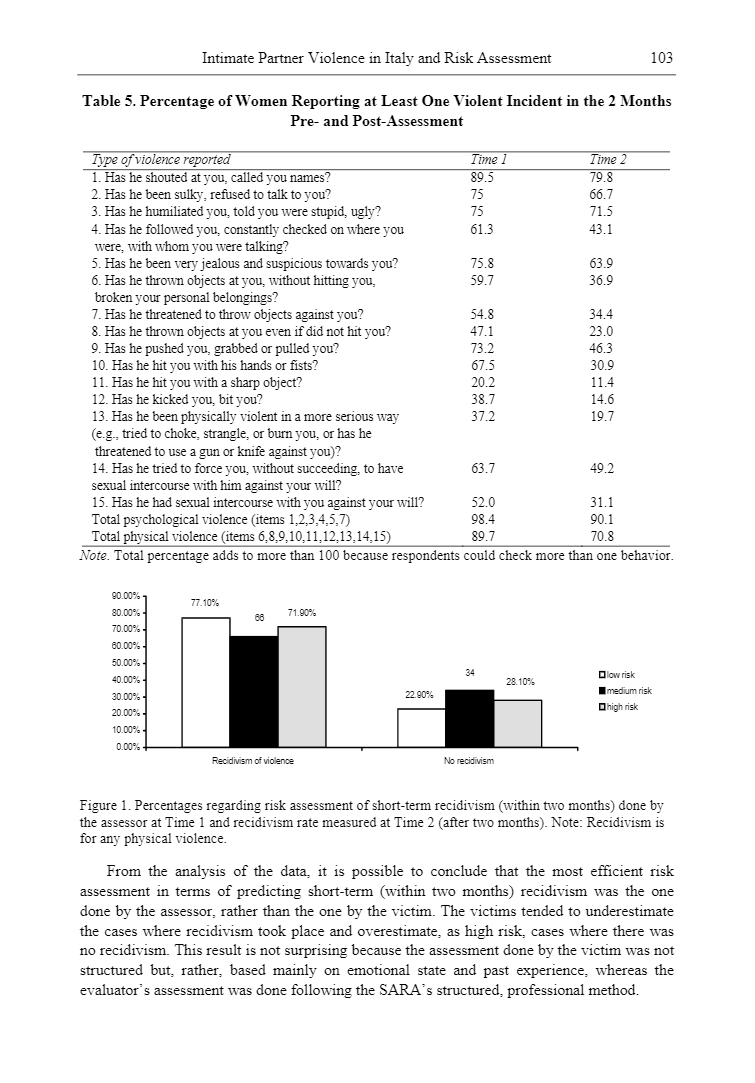 Intimate Partner Violence in Italy and Risk Assessment 103
Table 5. Percentage of Women Reporting at Least One Violent Incident in the 2 Months
Pre- and Post-Assessment
Type of violence reported Time 1 Time 2
1. Has he shouted at you, called you names? 89.5 79.8
2. Has he been sulky, refused to talk to you? 75 66.7
3. Has he humiliated you, told you were stupid, ugly? 75 71.5
4. Has he followed you, constantly checked on where you 61.3 43.1
were, with whom you were talking?
5. Has he been very jealous and suspicious towards you? 75.8 63.9
6. Has he thrown objects at you, without hitting you, 59.7 36.9
broken your personal belongings?
7. Has he threatened to throw objects against you? 54.8 34.4
8. Has he thrown objects at you even if did not hit you? 47.1 23.0
9. Has he pushed you, grabbed or pulled you? 73.2 46.3
10. Has he hit you with his hands or fists? 67.5 30.9
11. Has he hit you with a sharp object? 20.2 11.4
12. Has he kicked you, bit you? 38.7 14.6
13. Has he been physically violent in a more serious way 37.2 19.7
(e.g., tried to choke, strangle, or burn you, or has he
threatened to use a gun or knife against you)?
14. Has he tried to force you, without succeeding, to have 63.7 49.2
sexual intercourse with him against your will?
15. Has he had sexual intercourse with you against your will? 52.0 31.1
Total psychological violence (items 1,2,3,4,5,7) 98.4 90.1
Total physical violence (items 6,8,9,10,11,12,13,14,15) 89.7 70.8
Note. Total percentage adds to more than 100 because respondents could check more than one behavior.
90.00%
80.00%
70.00%
60.00%
50.00%
40.00%
30.00%
20.00%
10.00%
0.00%
77.10% 66 71.90%
22.90% 34 28.10%
Recidivism of violence No recidivism
low risk
medium risk
high risk
Figure 1. Percentages regarding risk assessment of short-term recidivism (within two months) done by
the assessor at Time 1 and recidivism rate measured at Time 2 (after two months). Note: Recidivism is
for any physical violence.
From the analysis of the data, it is possible to conclude that the most efficient risk
assessment in terms of predicting short-term (within two months) recidivism was the one
done by the assessor, rather than the one by the victim. The victims tended to underestimate
the cases where recidivism took place and overestimate, as high risk, cases where there was
no recidivism. This result is not surprising because the assessment done by the victim was not
structured but, rather, based mainly on emotional state and past experience, whereas the
evaluator's assessment was done following the SARA's structured, professional method.